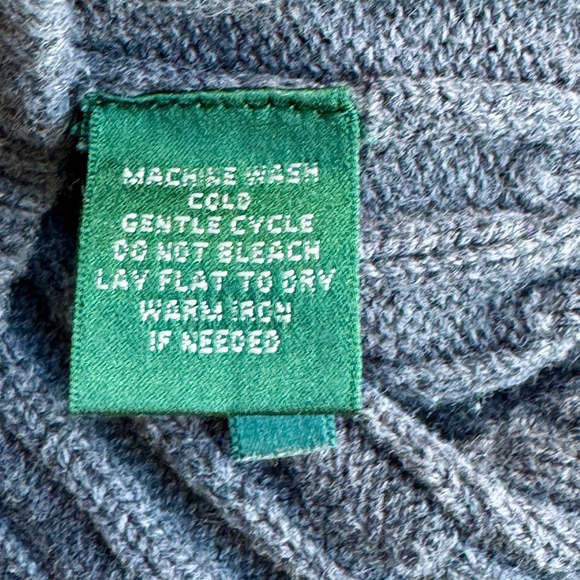 MACHINE WASH
COLD
GENTLE CYCLE
DO NOT BLEACH
LAY FLAT TO DRY
WARM IRON
IF NEEDED